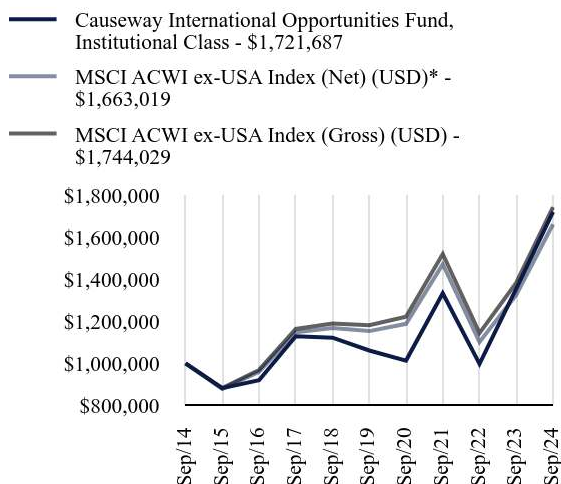 Causeway International Opportunities Fund,
Institutional Class - $1,721,687
MSCI ACWI ex-USA Index (Net) (USD)* -
$1,663,019
MSCI ACWI ex-USA Index (Gross) (USD) -
$1,744,029
$1,800,000
$1,600,000
$1,400,000
$1,200,000
$1,000,000
$800,000
Sep/14
Sep/15
Sep/16
Sep/17
Sep/18
Sep/19
Sep/20
Sep/21
Sep/22
Sep/23
Sep/24